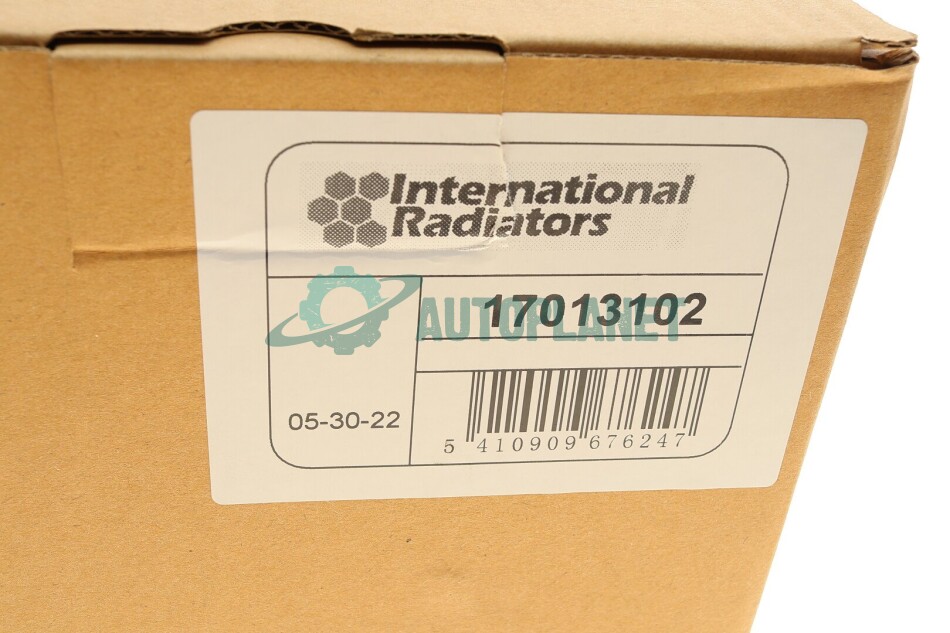 International
Radiators
17013102
AUTOPLANET
05-30-22
5 410909 676247